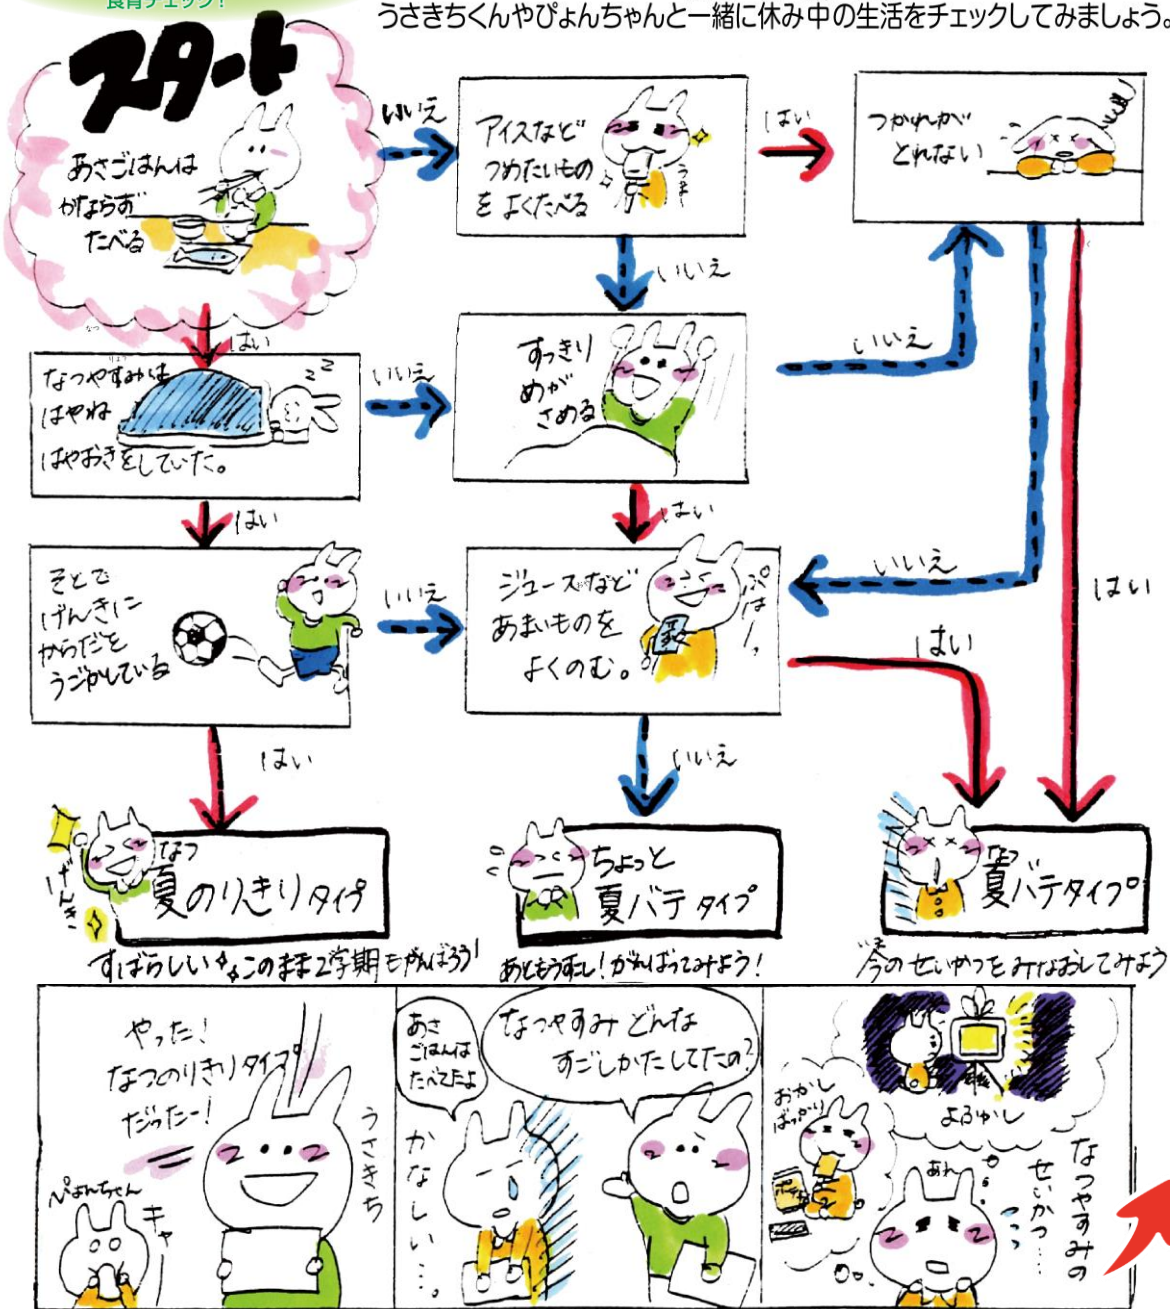 食育チェック!
うさきちくんやぴょんちゃんと一緒に休み中の生活をチェックしてみましょう。
スタート
あさごはんは
かならず
たべる
いいえ
アイスなど
つめたいもの
をよくたべる
うまー
はい
つかれが
とれない
はい
いいえ
なつやすみは
はやね
はやおきをしていた。
zz
いいえ
すっきり
めが
さめる
いいえ
はい
はい
そとで
げんきに
からだを
うごかしている
いいえ
ジュースなど
あまいものを
よくのむ。
ぷはー。
いいえ
はい
はい
はい
いいえ
げんき
なつ
夏のりきりタイプ
ちょっと
夏バテタイプ
なつ
夏バテタイプ
すばらしいこのまま2学期もがんばろう!
あともう少し!がんばってみよう!
いま
今のせいかつをみなおしてみよう
やった!
なつのりきりタイプ
だったー!
うさきち
ぴょんちゃん
キャー
あさ
ごはんは
たべてたよ
なつやすみどんな
すごしかたしてたの?
かなしい…。
よふかし
おかし
ばっかり
あれ
なつやすみの
せいかつ…